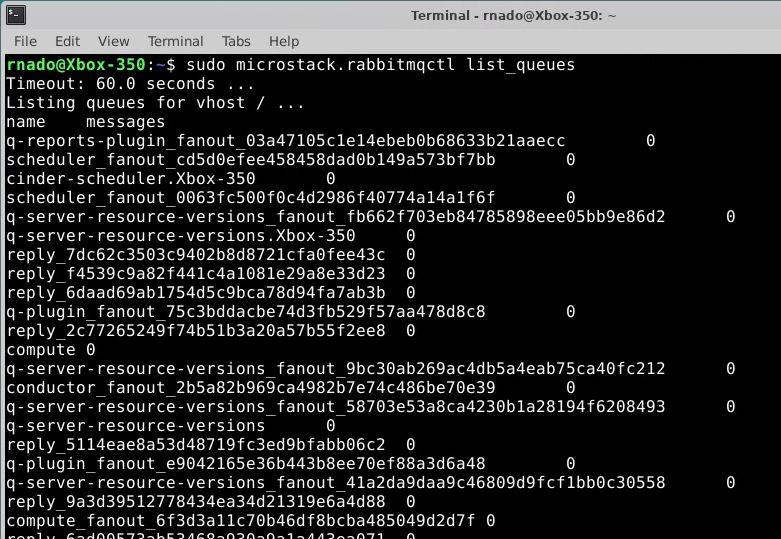 Terminal - rnado@Xbox-350: ~
File Edit View Terminal Tabs Help
rnado@Xbox-350:~$ sudo microstack.rabbitmqctl list_queues
Timeout: 60.0 seconds ...
Listing queues for vhost / ...
name messages
q-reports-plugin_fanout_03a47105c1e14ebeb0b68633b21aaecc 0
scheduler_fanout_cd5d0efee458458dad0b149a573bf7bb 0
cinder-scheduler.Xbox-350 0
scheduler_fanout_0063fc500f0c4d2986f40774a14a1f6f 0
q-server-resource-versions_fanout_fb662f703eb84785898eee05bb9e86d2 0
q-server-resource-versions.Xbox-350 0
reply_7dc62c3503c9402b8d8721cfa0fee43c 0
reply_f4539c9a82f441c4a1081e29a8e33d23 0
reply_6daad69ab1754d5c9bca78d94fa7ab3b 0
q-plugin_fanout_75c3bddacbe74d3fb529f57aa478d8c8 0
reply_2c77265249f74b51b3a20a57b55f2ee8 0
compute 0
q-server-resource-versions_fanout_9bc30ab269ac4db5a4eab75ca40fc212 0
conductor_fanout_2b5a82b969ca4982b7e74c486be70e39 0
q-server-resource-versions_fanout_58703e53a8ca4230b1a28194f6208493 0
q-server-resource-versions 0
reply_5114eae8a53d48719fc3ed9bfabb06c2 0
q-plugin_fanout_e9042165e36b443b8ee70ef88a3d6a48 0
q-server-resource-versions_fanout_41a2da9daa9c46809d9fcf1bb0c30558 0
reply_9a3d39512778434ea34d21319e6a4d88 0
compute_fanout_6f3d3a11c70b46df8bcba485049d2d7f 0